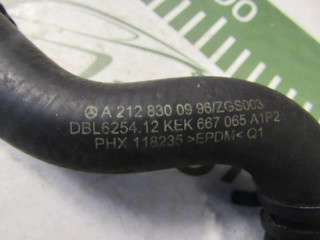 A 212 830 09 96/ZGS003
DBL6254.12 KEK 667 065 A1P2
PHX 118235 >EPDM< Q1